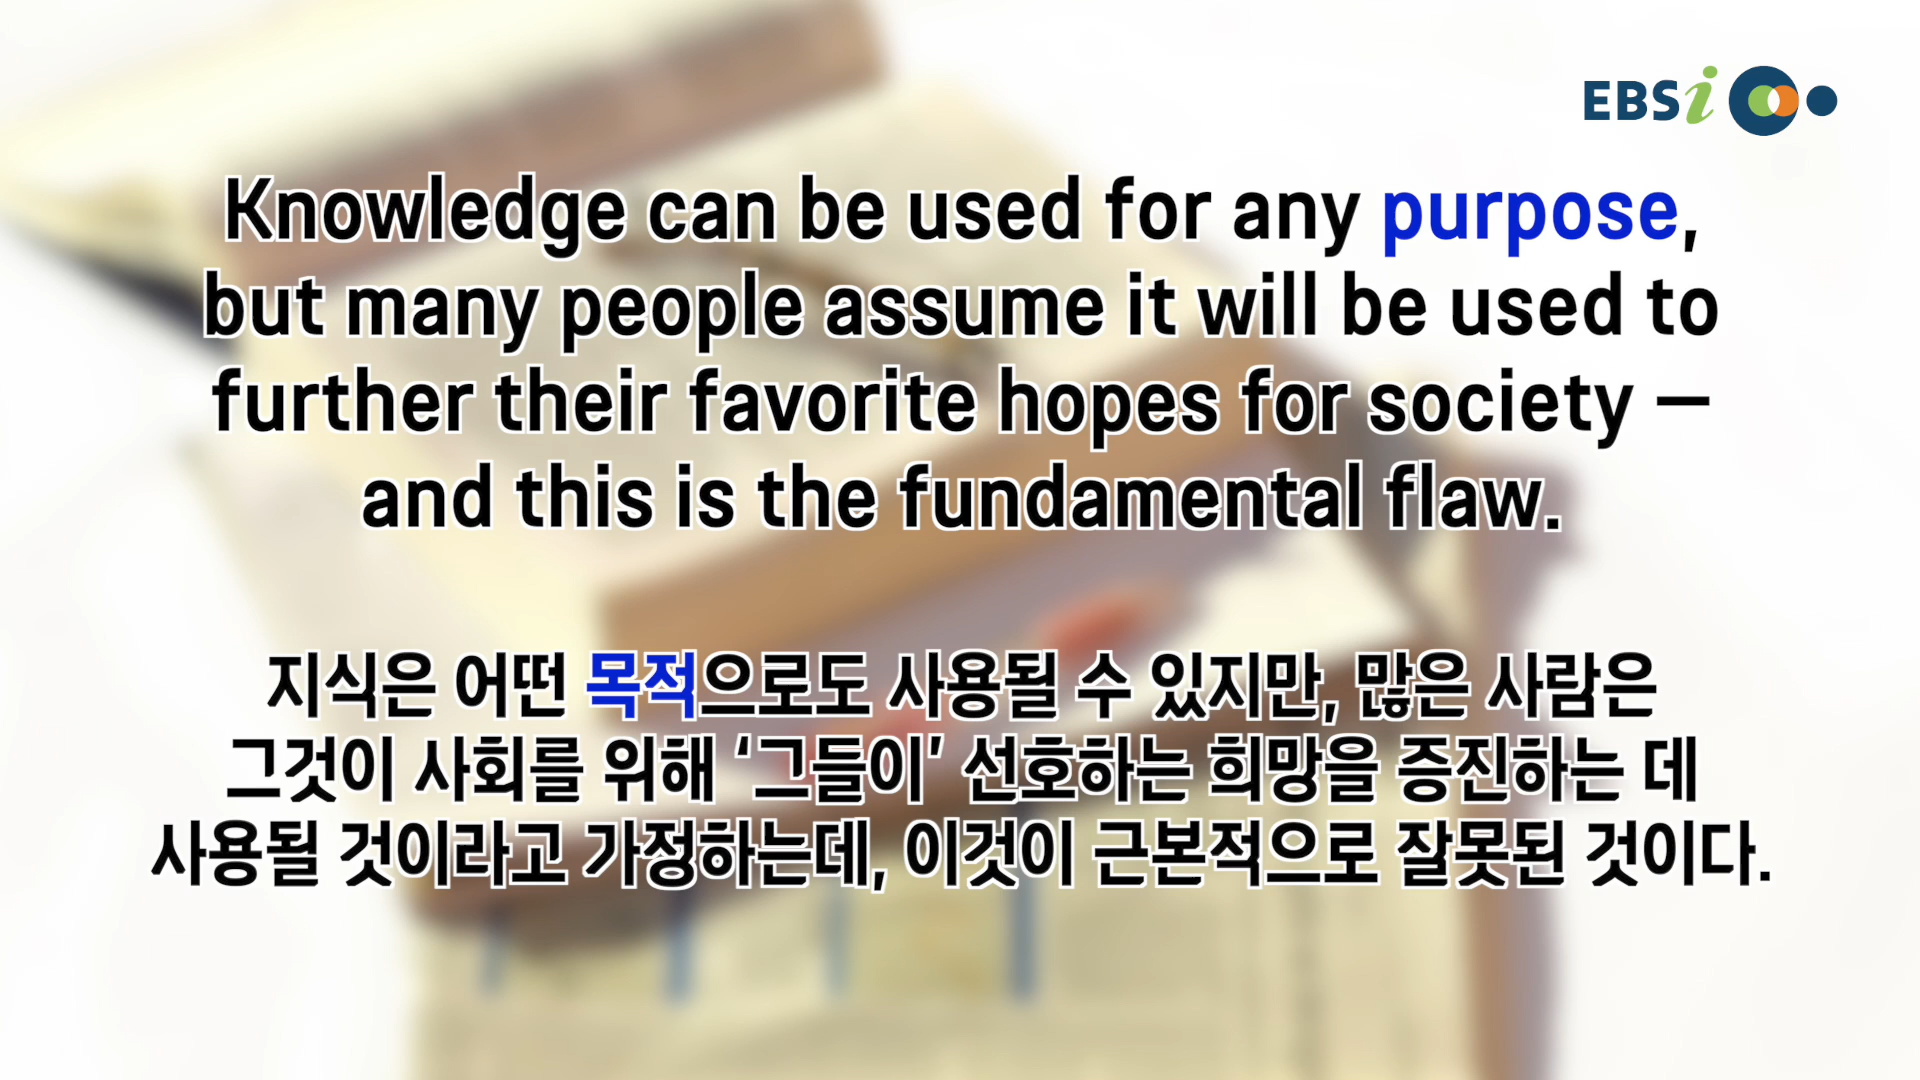 EBSi
Knowledge can be used for any purpose,
but many people assume it will be used to
further their favorite hopes for society —
and this is the fundamental flaw.
지식은 어떤 목적으로도 사용될 수 있지만, 많은 사람은
그것이 사회를 위해 ‘그들이’ 선호하는 희망을 증진하는 데
사용될 것이라고 가정하는데, 이것이 근본적으로 잘못된 것이다.